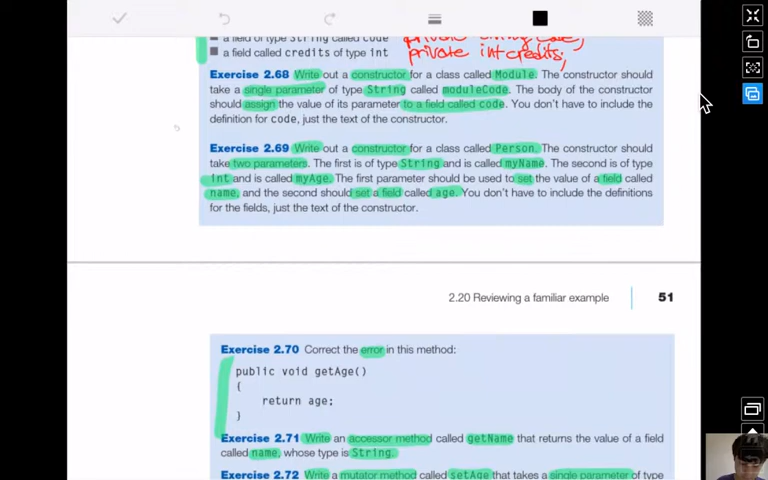 a field of type String called code
private String code;
a field called credits of type int
private int credits;
Exercise 2.68 Write out a constructor for a class called Module. The constructor should
take a single parameter of type String called moduleCode. The body of the constructor
should assign the value of its parameter to a field called code. You don't have to include the
definition for code, just the text of the constructor.
Exercise 2.69 Write out a constructor for a class called Person. The constructor should
take two parameters. The first is of type String and is called myName. The second is of type
int and is called myAge. The first parameter should be used to set the value of a field called
name, and the second should set a field called age. You don't have to include the definitions
for the fields, just the text of the constructor.
2.20 Reviewing a familiar example 51
Exercise 2.70 Correct the error in this method:
public void getAge()
{
return age;
}
Exercise 2.71 Write an accessor method called getName that returns the value of a field
called name, whose type is String.
Exercise 2.72 Write a mutator method called setAge that takes a single parameter of type